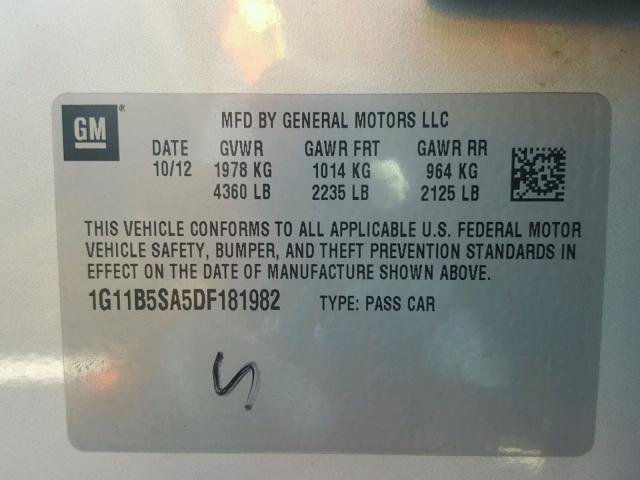 GM®
MFD BY GENERAL MOTORS LLC
DATE GVWR GAWR FRT GAWR RR
10/12 1978 KG 1014 KG 964 KG
4360 LB 2235 LB 2125 LB
THIS VEHICLE CONFORMS TO ALL APPLICABLE U.S. FEDERAL MOTOR
VEHICLE SAFETY, BUMPER, AND THEFT PREVENTION STANDARDS IN
EFFECT ON THE DATE OF MANUFACTURE SHOWN ABOVE.
1G11B5SA5DF181982 TYPE: PASS CAR